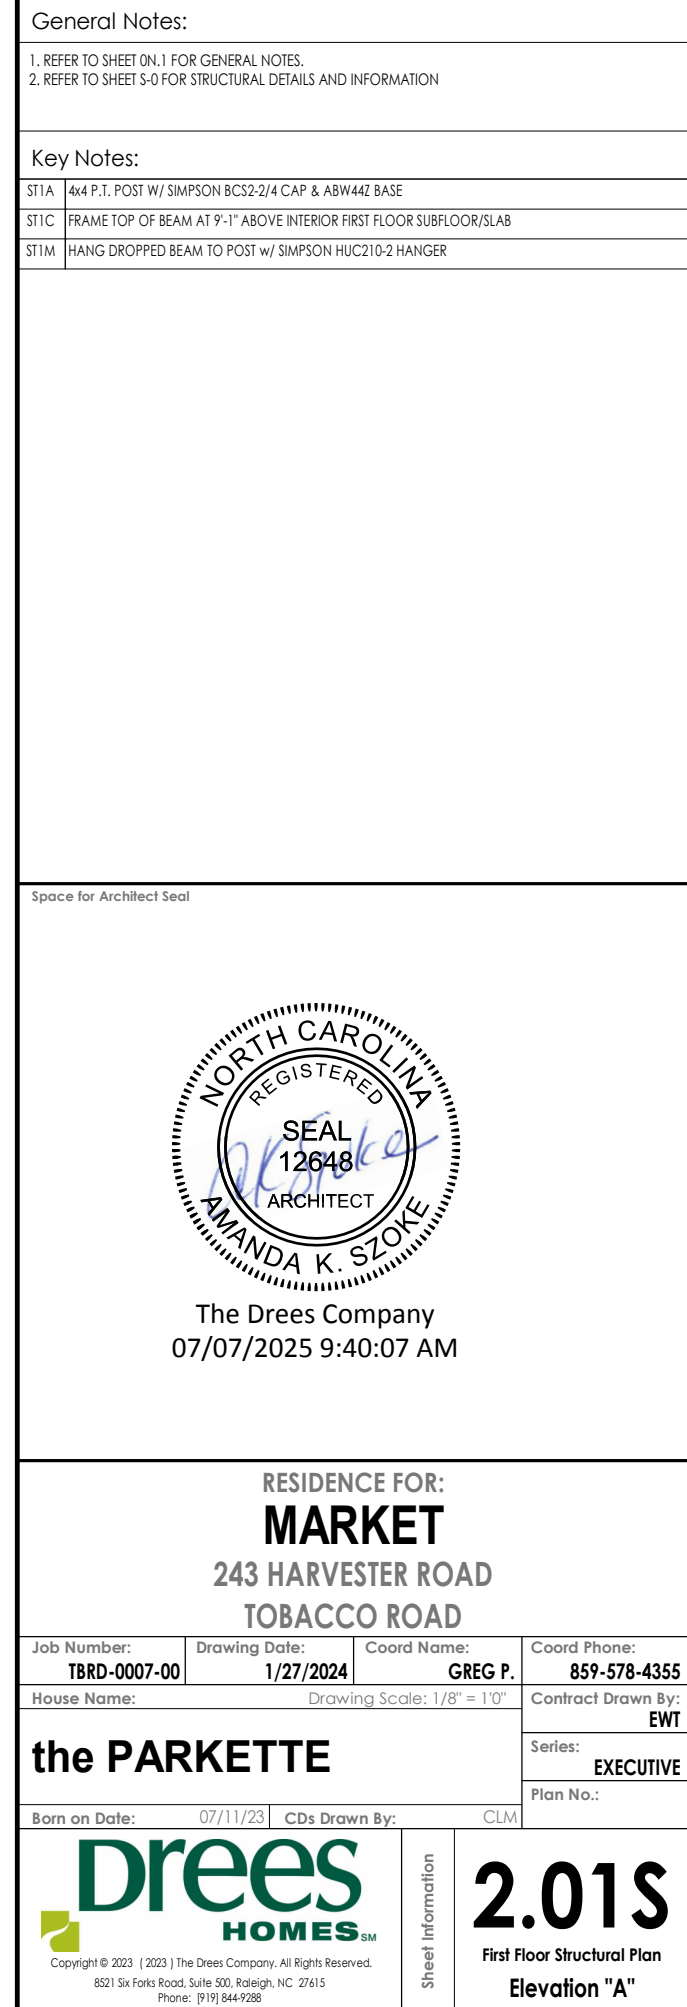 General Notes:
1. REFER TO SHEET 0N.1 FOR GENERAL NOTES.
2. REFER TO SHEET S-0 FOR STRUCTURAL DETAILS AND INFORMATION
Key Notes:
ST1A 4x4 P.T. POST W/ SIMPSON BCS2-2/4 CAP & ABW44Z BASE
ST1C FRAME TOP OF BEAM AT 9'-1" ABOVE INTERIOR FIRST FLOOR SUBFLOOR/SLAB
ST1M HANG DROPPED BEAM TO POST w/ SIMPSON HUC210-2 HANGER
Space for Architect Seal
NORTH CAROLINA
REGISTERED
SEAL
12648
ARCHITECT
AMANDA K. SZOKE
AK Szoke
The Drees Company
07/07/2025 9:40:07 AM
RESIDENCE FOR:
MARKET
243 HARVESTER ROAD
TOBACCO ROAD
Job Number: Drawing Date: Coord Name: Coord Phone:
TBRD-0007-00 1/27/2024 GREG P. 859-578-4355
House Name: Drawing Scale: 1/8" = 1'0" Contract Drawn By:
EWT
the PARKETTE
Series:
EXECUTIVE
Plan No.:
Born on Date: 07/11/23 CDs Drawn By: CLM
Drees
HOMES SM
Copyright © 2023 ( 2023 ) The Drees Company. All Rights Reserved.
8521 Six Forks Road, Suite 500, Raleigh, NC 27615
Phone: [919] 844-9288
Sheet Information
2.01S
First Floor Structural Plan
Elevation "A"